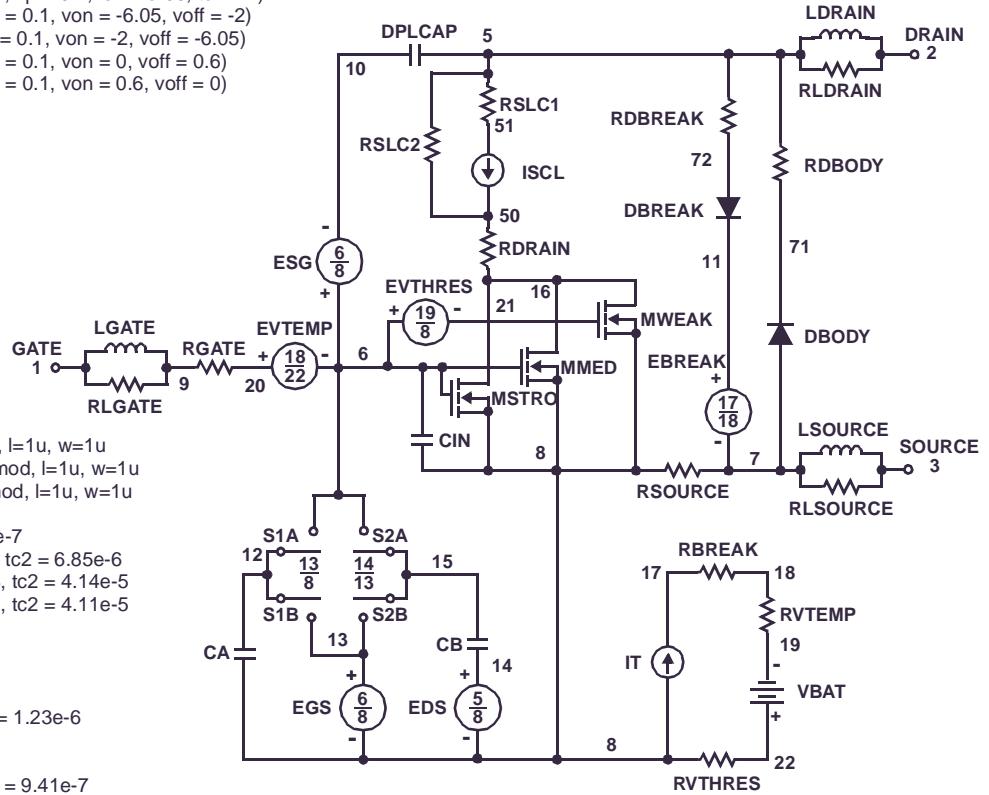 = 0.1, von = -6.05, voff = -2)
= 0.1, von = -2, voff = -6.05)
= 0.1, von = 0, voff = 0.6)
= 0.1, von = 0.6, voff = 0)
DPLCAP
5
10
LDRAIN
DRAIN
2
RLDRAIN
RSLC1
51
RSLC2
ISCL
50
RDRAIN
RDBREAK
72
DBREAK
11
RDBODY
71
DBODY
-
ESG
6
8
+
EVTHRES
+
19
8
-
21
16
MWEAK
MMED
MSTRO
EBREAK
+
17
18
-
LGATE
GATE
1
RLGATE
9
RGATE
20
EVTEMP
+
18
22
-
6
CIN
8
RSOURCE
7
LSOURCE
SOURCE
3
RLSOURCE
, l=1u, w=1u
mod, l=1u, w=1u
nod, l=1u, w=1u
e-7
tc2 = 6.85e-6
, tc2 = 4.14e-5
, tc2 = 4.11e-5
= 1.23e-6
= 9.41e-7
S1A
S2A
12
13
8
14
13
15
S1B
S2B
13
CA
CB
14
+
EGS
6
8
-
+
EDS
5
8
-
8
RBREAK
17
18
RVTEMP
19
IT
-
VBAT
+
22
RVTHRES